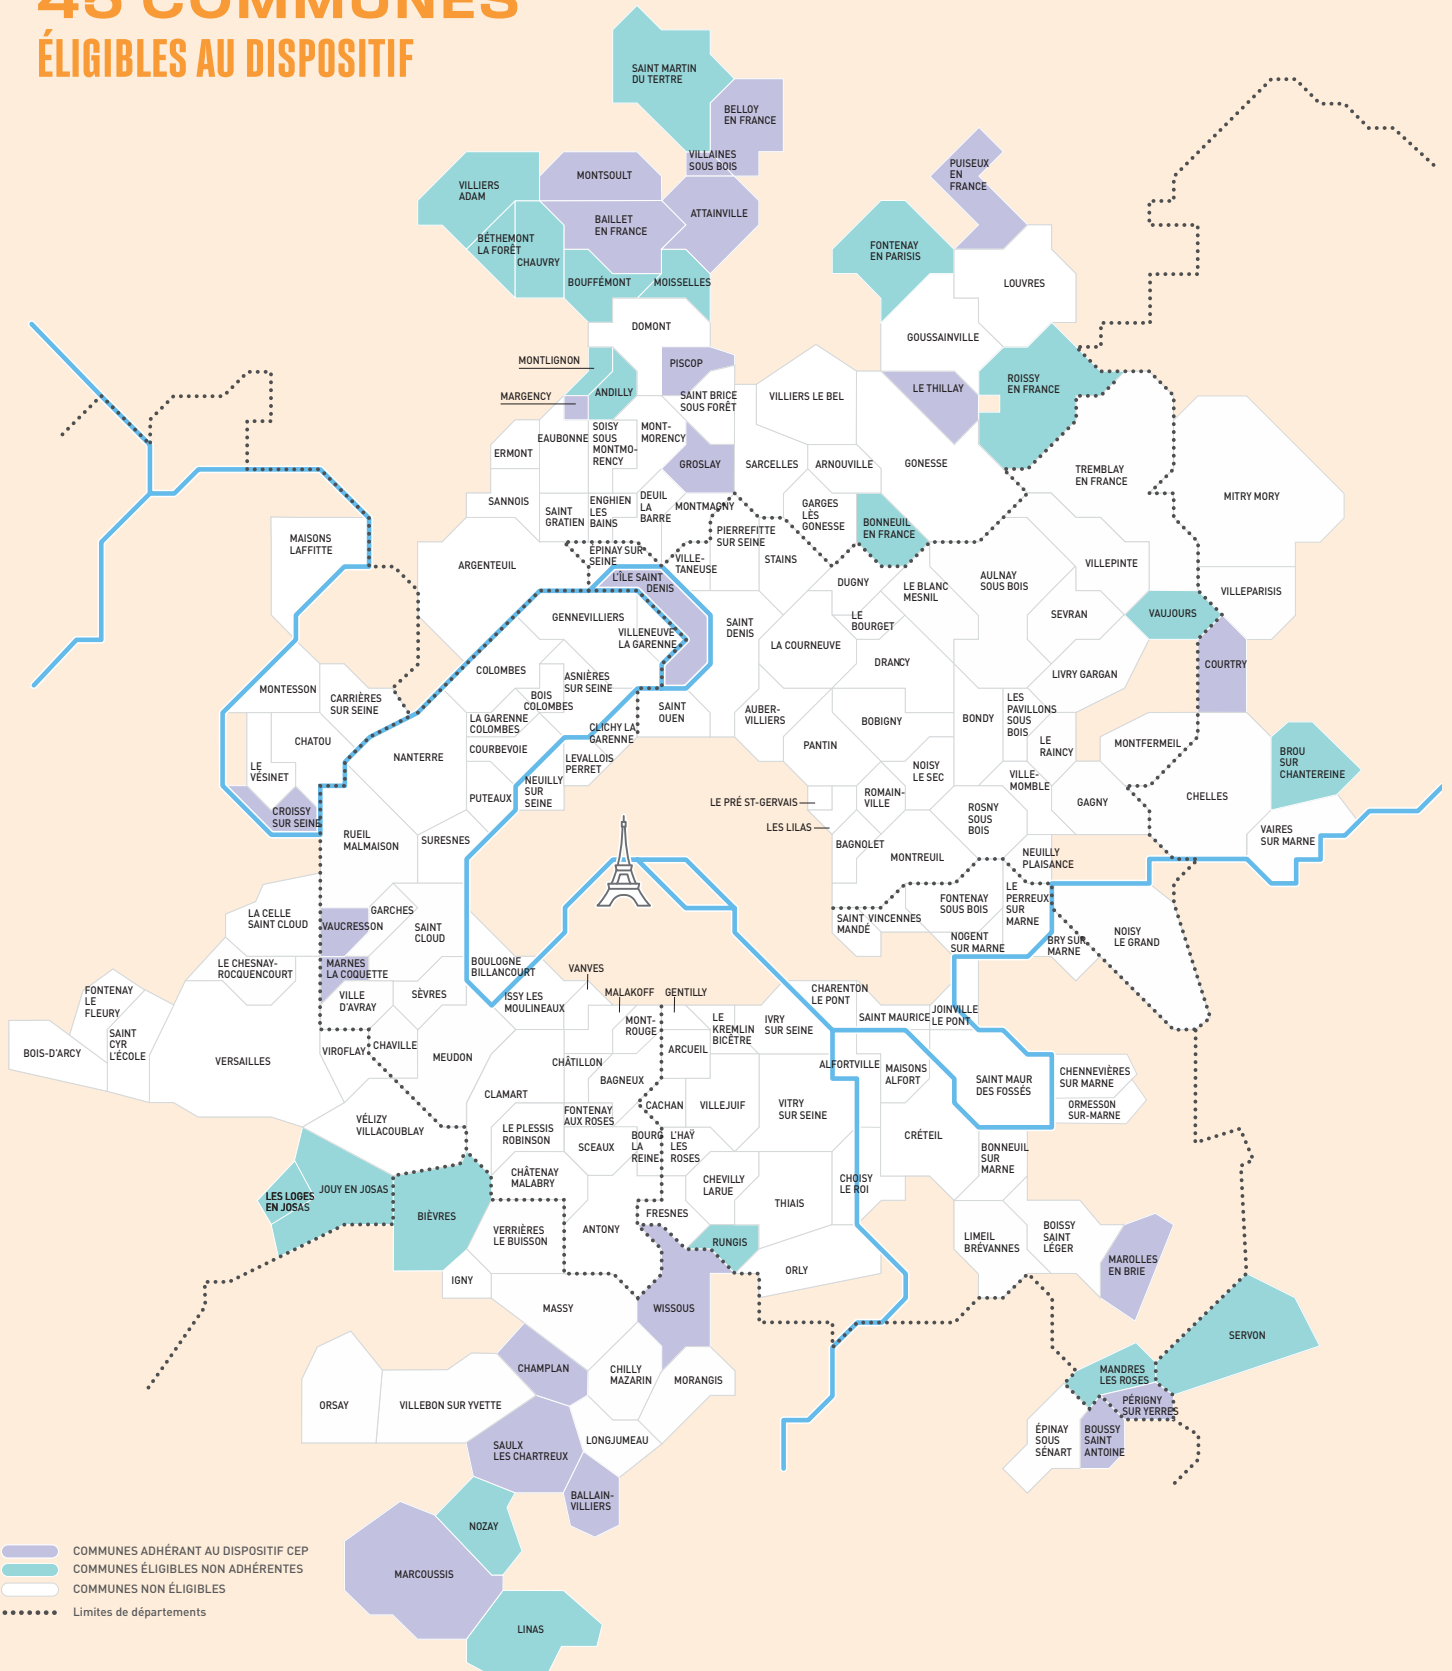 45 COMMUNES
ÉLIGIBLES AU DISPOSITIF
SAINT MARTIN
DU TERTRE
BELLOY
EN FRANCE
VILLAINES
SOUS BOIS
PUISEUX
EN
FRANCE
MONTSOULT
VILLIERS
ADAM
ATTAINVILLE
BAILLET
EN FRANCE
BÉTHEMONT
LA FORÊT
CHAUVRY
FONTENAY
EN PARISIS
BOUFFÉMONT
MOISSELLES
LOUVRES
DOMONT
GOUSSAINVILLE
MONTLIGNON
PISCOP
ROISSY
EN FRANCE
LE THILLAY
ANDILLY
MARGENCY
SAINT BRICE
SOUS FORÊT
VILLIERS LE BEL
EAUBONNE
SOISY
SOUS
MONTMO-
RENCY
MONT-
MORENCY
ERMONT
GROSLAY
SARCELLES
ARNOUVILLE
GONESSE
TREMBLAY
EN FRANCE
MITRY MORY
SANNOIS
SAINT
GRATIEN
ENGHIEN
LES
BAINS
DEUIL
LA
BARRE
MONTMAGNY
GARGES
LÈS
GONESSE
BONNEUIL
EN FRANCE
MAISONS
LAFFITTE
PIERREFITTE
SUR SEINE
ARGENTEUIL
ÉPINAY SUR
SEINE
VILLE-
TANEUSE
STAINS
VILLEPINTE
L'ÎLE SAINT
DENIS
DUGNY
LE BLANC
MESNIL
AULNAY
SOUS BOIS
VILLEPARISIS
GENNEVILLIERS
VILLENEUVE
LA GARENNE
SAINT
DENIS
LE
BOURGET
SEVRAN
VAUJOURS
LA COURNEUVE
COLOMBES
ASNIÈRES
SUR SEINE
DRANCY
LIVRY GARGAN
COURTRY
MONTESSON
CARRIÈRES
SUR SEINE
BOIS
COLOMBES
SAINT
OUEN
AUBER-
VILLIERS
BOBIGNY
BONDY
LES
PAVILLONS
SOUS
BOIS
LA GARENNE
COLOMBES
CLICHY LA
GARENNE
CHATOU
NANTERRE
COURBEVOIE
LEVALLOIS
PERRET
PANTIN
LE
RAINCY
MONTFERMEIL
BROU
SUR
CHANTEREINE
LE
VÉSINET
NEUILLY
SUR
SEINE
NOISY
LE SEC
VILLE-
MOMBLE
PUTEAUX
ROMAIN-
VILLE
GAGNY
CHELLES
CROISSY
SUR SEINE
LE PRÉ ST-GERVAIS
ROSNY
SOUS
BOIS
LES LILAS
RUEIL
MALMAISON
SURESNES
BAGNOLET
VAIRES
SUR MARNE
MONTREUIL
NEUILLY
PLAISANCE
LA CELLE
SAINT CLOUD
VAUCRESSON
GARCHES
SAINT
CLOUD
SAINT
MANDÉ
VINCENNES
FONTENAY
SOUS BOIS
LE
PERREUX
SUR
MARNE
NOISY
LE GRAND
NOGENT
SUR MARNE
BRY SUR
MARNE
LE CHESNAY-
ROCQUENCOURT
MARNES
LA COQUETTE
BOULOGNE
BILLANCOURT
VANVES
MALAKOFF
GENTILLY
FONTENAY
LE
FLEURY
VILLE
D'AVRAY
SÈVRES
ISSY LES
MOULINEAUX
CHARENTON
LE PONT
SAINT MAURICE
JOINVILLE
LE PONT
MONT-
ROUGE
LE
KREMLIN
BICÊTRE
IVRY
SUR SEINE
SAINT
CYR
L'ÉCOLE
BOIS-D'ARCY
VERSAILLES
VIROFLAY
CHAVILLE
MEUDON
CHÂTILLON
ARCUEIL
ALFORTVILLE
MAISONS
ALFORT
SAINT MAUR
DES FOSSÉS
CHENNEVIÈRES
SUR MARNE
BAGNEUX
CLAMART
CACHAN
VILLEJUIF
VITRY
SUR SEINE
ORMESSON
SUR-MARNE
VÉLIZY
VILLACOUBLAY
FONTENAY
AUX ROSES
LE PLESSIS
ROBINSON
SCEAUX
BOURG
LA
REINE
L'HAŸ
LES
ROSES
CRÉTEIL
BONNEUIL
SUR
MARNE
CHÂTENAY
MALABRY
CHEVILLY
LARUE
CHOISY
LE ROI
JOUY EN JOSAS
LES LOGES
EN JOSAS
THIAIS
BIÈVRES
FRESNES
VERRIÈRES
LE BUISSON
ANTONY
RUNGIS
LIMEIL
BRÉVANNES
BOISSY
SAINT
LÉGER
MAROLLES
EN BRIE
IGNY
ORLY
MASSY
WISSOUS
SERVON
CHAMPLAN
CHILLY
MAZARIN
MORANGIS
MANDRES
LES ROSES
ORSAY
VILLEBON SUR YVETTE
PÉRIGNY
SUR YERRES
ÉPINAY
SOUS
SÉNART
BOUSSY
SAINT
ANTOINE
SAULX
LES CHARTREUX
LONGJUMEAU
BALLAIN-
VILLIERS
NOZAY
MARCOUSSIS
LINAS
COMMUNES ADHÉRANT AU DISPOSITIF CEP
COMMUNES ÉLIGIBLES NON ADHÉRENTES
COMMUNES NON ÉLIGIBLES
Limites de départements